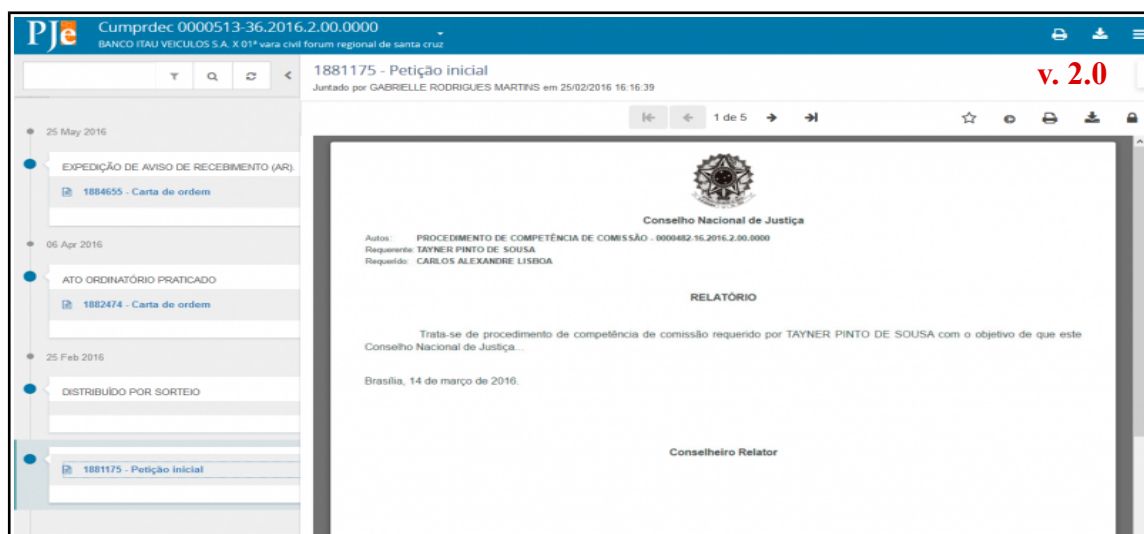 PJe
Cumprdec 0000513-36.2016.2.00.0000
BANCO ITAU VEICULOS S.A. X 01ª vara civil forum regional de santa cruz
1881175 - Petição inicial
Juntado por GABRIELLE RODRIGUES MARTINS em 25/02/2016 16:16:39
v. 2.0
1 de 5
25 May 2016
EXPEDIÇÃO DE AVISO DE RECEBIMENTO (AR).
1884655 - Carta de ordem
06 Apr 2016
ATO ORDINATÓRIO PRATICADO
1882474 - Carta de ordem
25 Feb 2016
DISTRIBUÍDO POR SORTEIO
1881175 - Petição inicial
Conselho Nacional de Justiça
Autos: PROCEDIMENTO DE COMPETÊNCIA DE COMISSÃO - 0000482-16.2016.2.00.0000
Requerente: TAYNER PINTO DE SOUSA
Requerido: CARLOS ALEXANDRE LISBOA
RELATÓRIO
Trata-se de procedimento de competência de comissão requerido por TAYNER PINTO DE SOUSA com o objetivo de que este
Conselho Nacional de Justiça...
Brasília, 14 de março de 2016.
Conselheiro Relator